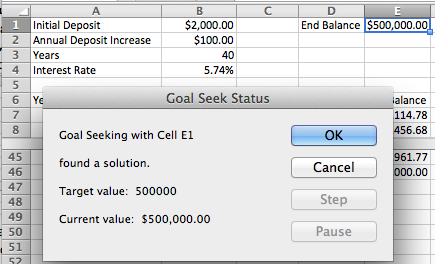 A B C D E
1 Initial Deposit $2,000.00 End Balance $500,000.00
2 Annual Deposit Increase $100.00
3 Years 40
4 Interest Rate 5.74%
5
6 Ye Balance
7 114.78
8 456.68
45 961.77
46 000.00
47
48
49
50
51
52
Goal Seek Status
Goal Seeking with Cell E1
found a solution.
Target value: 500000
Current value: $500,000.00
OK
Cancel
Step
Pause